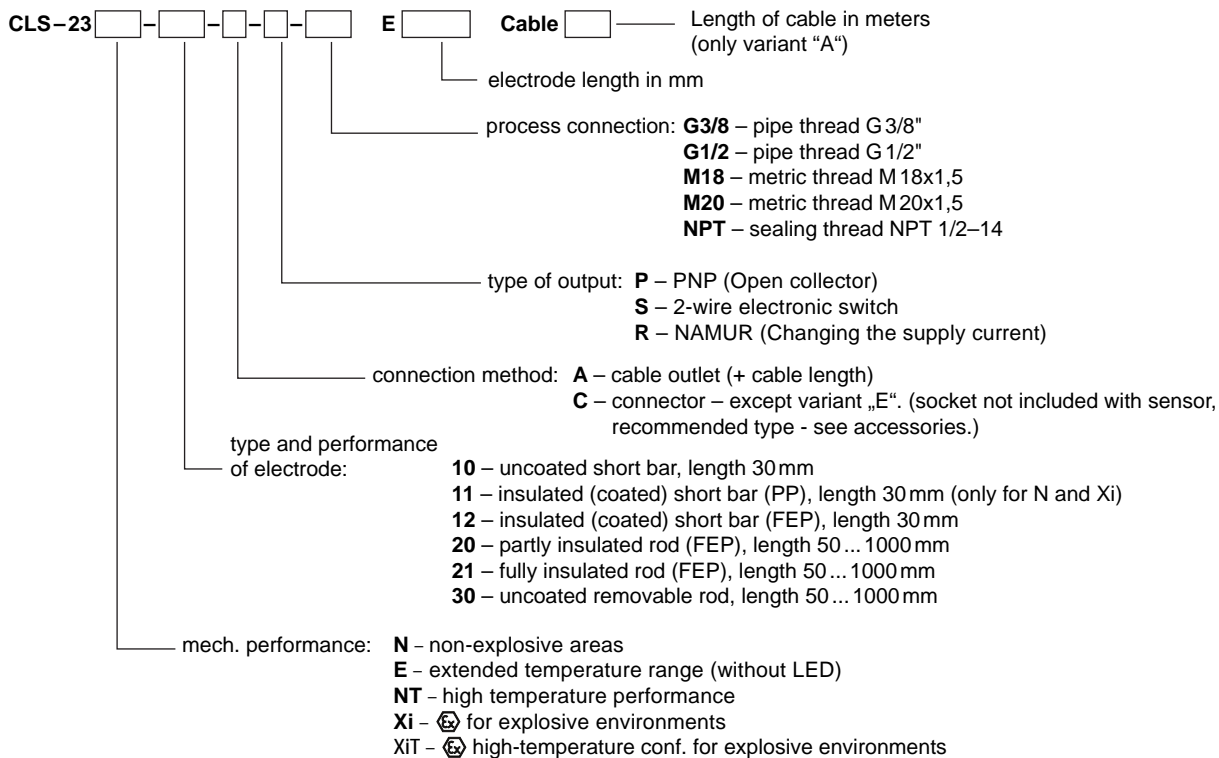 CLS–23 – – – – E Cable Length of cable in meters
(only variant "A“)
electrode length in mm
process connection: G3/8 – pipe thread G 3/8"
G1/2 – pipe thread G 1/2"
M18 – metric thread M 18x1,5
M20 – metric thread M 20x1,5
NPT – sealing thread NPT 1/2–14
type of output: P – PNP (Open collector)
S – 2-wire electronic switch
R – NAMUR (Changing the supply current)
connection method: A – cable outlet (+ cable length)
C – connector – except variant „E“. (socket not included with sensor,
recommended type - see accessories.)
type and performance
of electrode:
10 – uncoated short bar, length 30 mm
11 – insulated (coated) short bar (PP), length 30 mm (only for N and Xi)
12 – insulated (coated) short bar (FEP), length 30 mm
20 – partly insulated rod (FEP), length 50 ... 1000 mm
21 – fully insulated rod (FEP), length 50 ... 1000 mm
30 – uncoated removable rod, length 50 ... 1000 mm
mech. performance: N – non-explosive areas
E – extended temperature range (without LED)
NT – high temperature performance
Xi – Ex for explosive environments
XiT – Ex high-temperature conf. for explosive environments